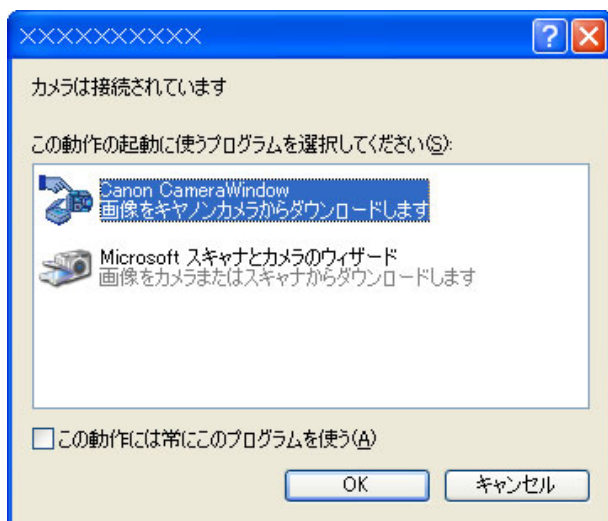 XXXXXXXXXX
カメラは接続されています
この動作の起動に使うプログラムを選択してください(S):
Canon CameraWindow
画像をキヤノンカメラからダウンロードします
Microsoft スキャナとカメラのウィザード
画像をカメラまたはスキャナからダウンロードします
この動作には常にこのプログラムを使う(A)
OK
キャンセル